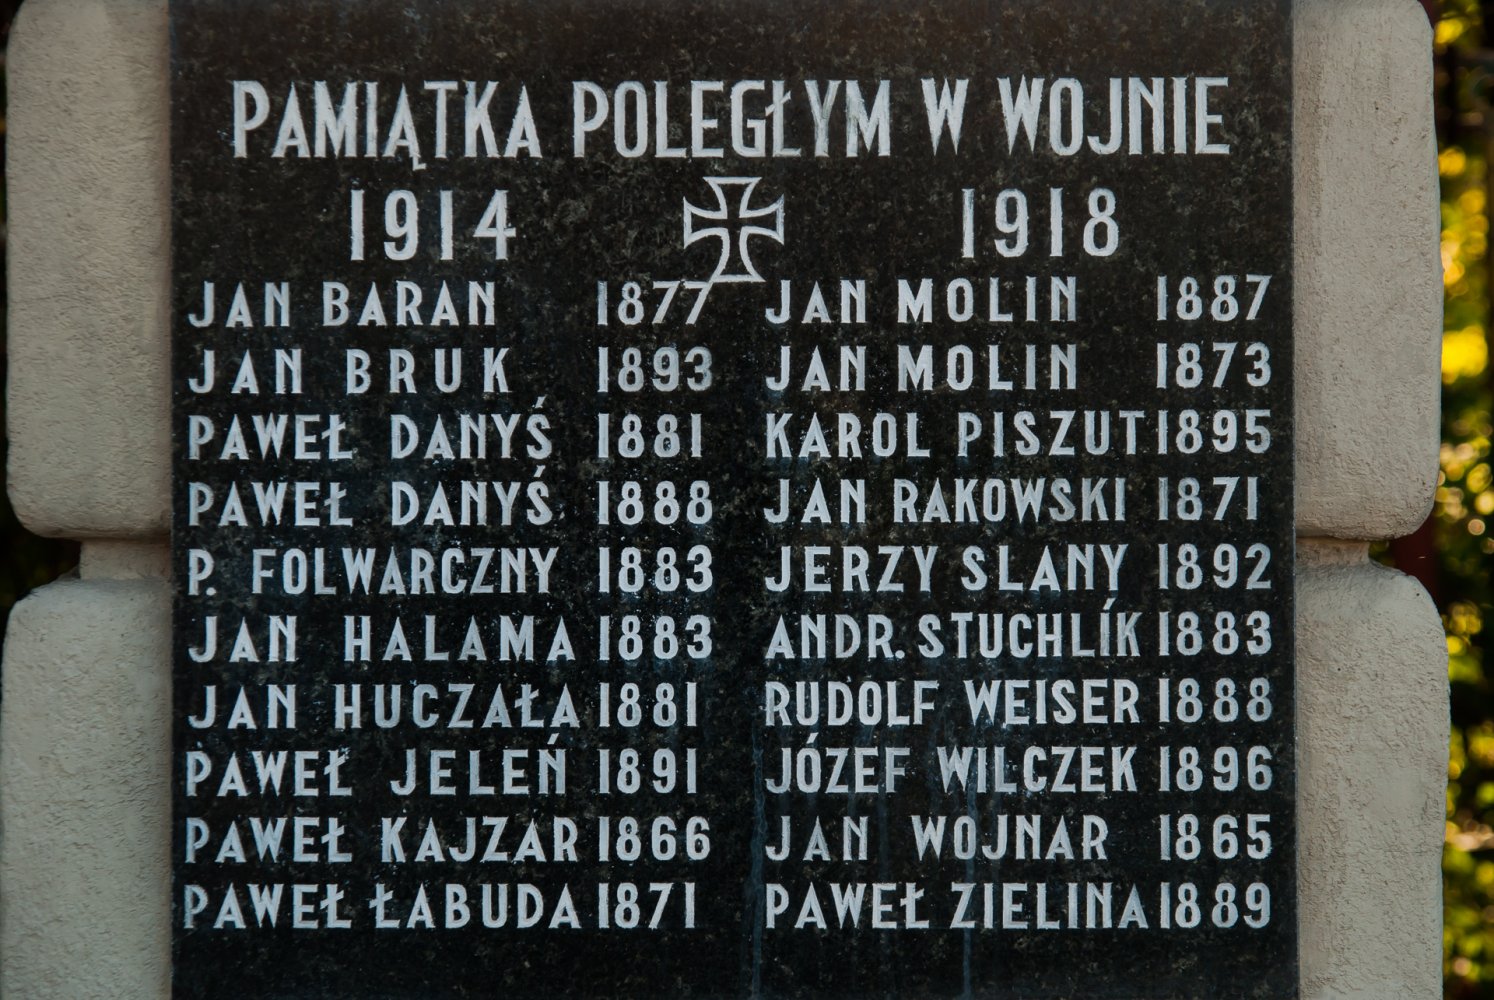 PAMIĄTKA POLEGŁYM W WOJNIE
1914 1918
JAN BARAN 1877
JAN BRUK 1893
PAWEŁ DANYŚ 1881
PAWEŁ DANYŚ 1888
P. FOLWARCZNY 1883
JAN HALAMA 1883
JAN HUCZAŁA 1881
PAWEŁ JELEŃ 1891
PAWEŁ KAJZAR 1866
PAWEŁ ŁABUDA 1871
JAN MOLIN 1887
JAN MOLIN 1873
KAROL PISZUT 1895
JAN RAKOWSKI 1871
JERZY SLANY 1892
ANDR. STUCHLÍK 1883
RUDOLF WEISER 1888
JÓZEF WILCZEK 1896
JAN WOJNAR 1865
PAWEŁ ZIELINA 1889